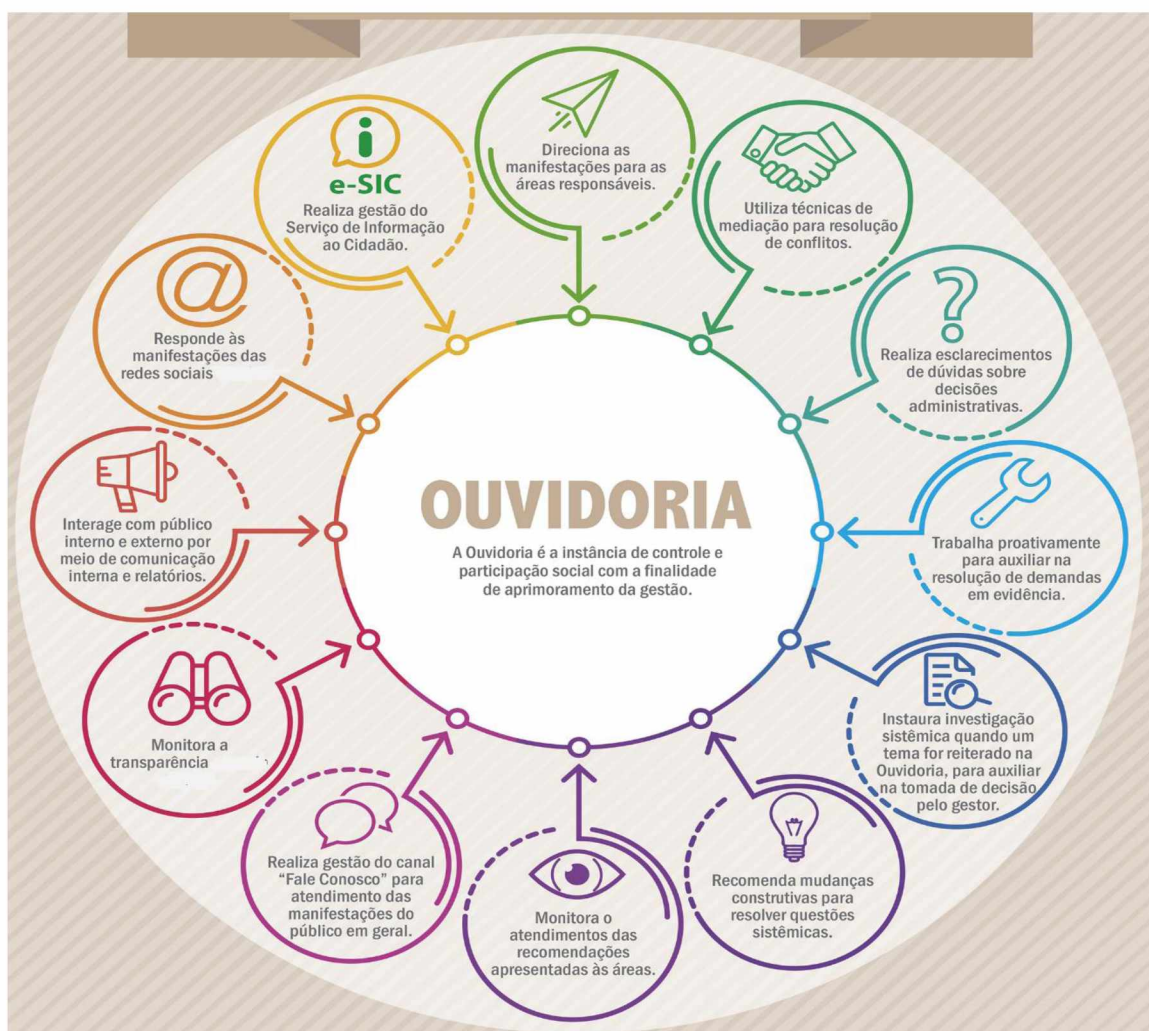 Direciona as
manifestações para as
áreas responsáveis.
Utiliza técnicas de
mediação para resolução
de conflitos.
?
Realiza esclarecimentos
de dúvidas sobre
decisões
administrativas.
Trabalha proativamente
para auxiliar na
resolução de demandas
em evidência.
Instaura investigação
sistêmica quando um
tema for reiterado na
Ouvidoria, para auxiliar
na tomada de decisão
pelo gestor.
Recomenda mudanças
construtivas para
resolver questões
sistêmicas.
Monitora o
atendimentos das
recomendações
apresentadas às áreas.
Realiza gestão do canal
“Fale Conosco” para
atendimento das
manifestações do
público em geral.
Monitora a
transparência
Interage com público
interno e externo por
meio de comunicação
interna e relatórios.
@
Responde às
manifestações das
redes sociais
i
e-SIC
Realiza gestão do
Serviço de Informação
ao Cidadão.
OUVIDORIA
A Ouvidoria é a instância de controle e
participação social com a finalidade
de aprimoramento da gestão.